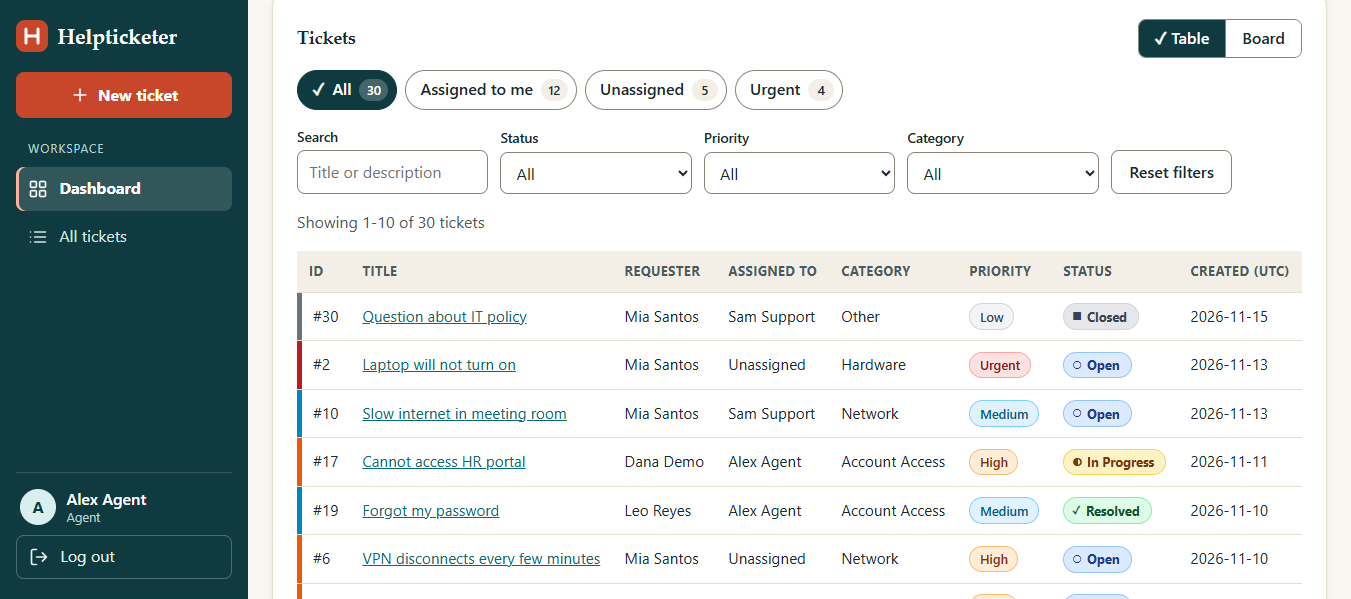 H Helpticketer
+ New ticket
WORKSPACE
Dashboard
All tickets
A Alex Agent
Agent
Log out
Tickets
✓ Table Board
✓ All 30 Assigned to me 12 Unassigned 5 Urgent 4
Search Status Priority Category
Title or description All All All Reset filters
Showing 1-10 of 30 tickets
ID TITLE REQUESTER ASSIGNED TO CATEGORY PRIORITY STATUS CREATED (UTC)
#30 Question about IT policy Mia Santos Sam Support Other Low ■ Closed 2026-11-15
#2 Laptop will not turn on Mia Santos Unassigned Hardware Urgent ○ Open 2026-11-13
#10 Slow internet in meeting room Mia Santos Sam Support Network Medium ○ Open 2026-11-13
#17 Cannot access HR portal Dana Demo Alex Agent Account Access High ◐ In Progress 2026-11-11
#19 Forgot my password Leo Reyes Alex Agent Account Access Medium ✓ Resolved 2026-11-10
#6 VPN disconnects every few minutes Mia Santos Unassigned Network High ○ Open 2026-11-10